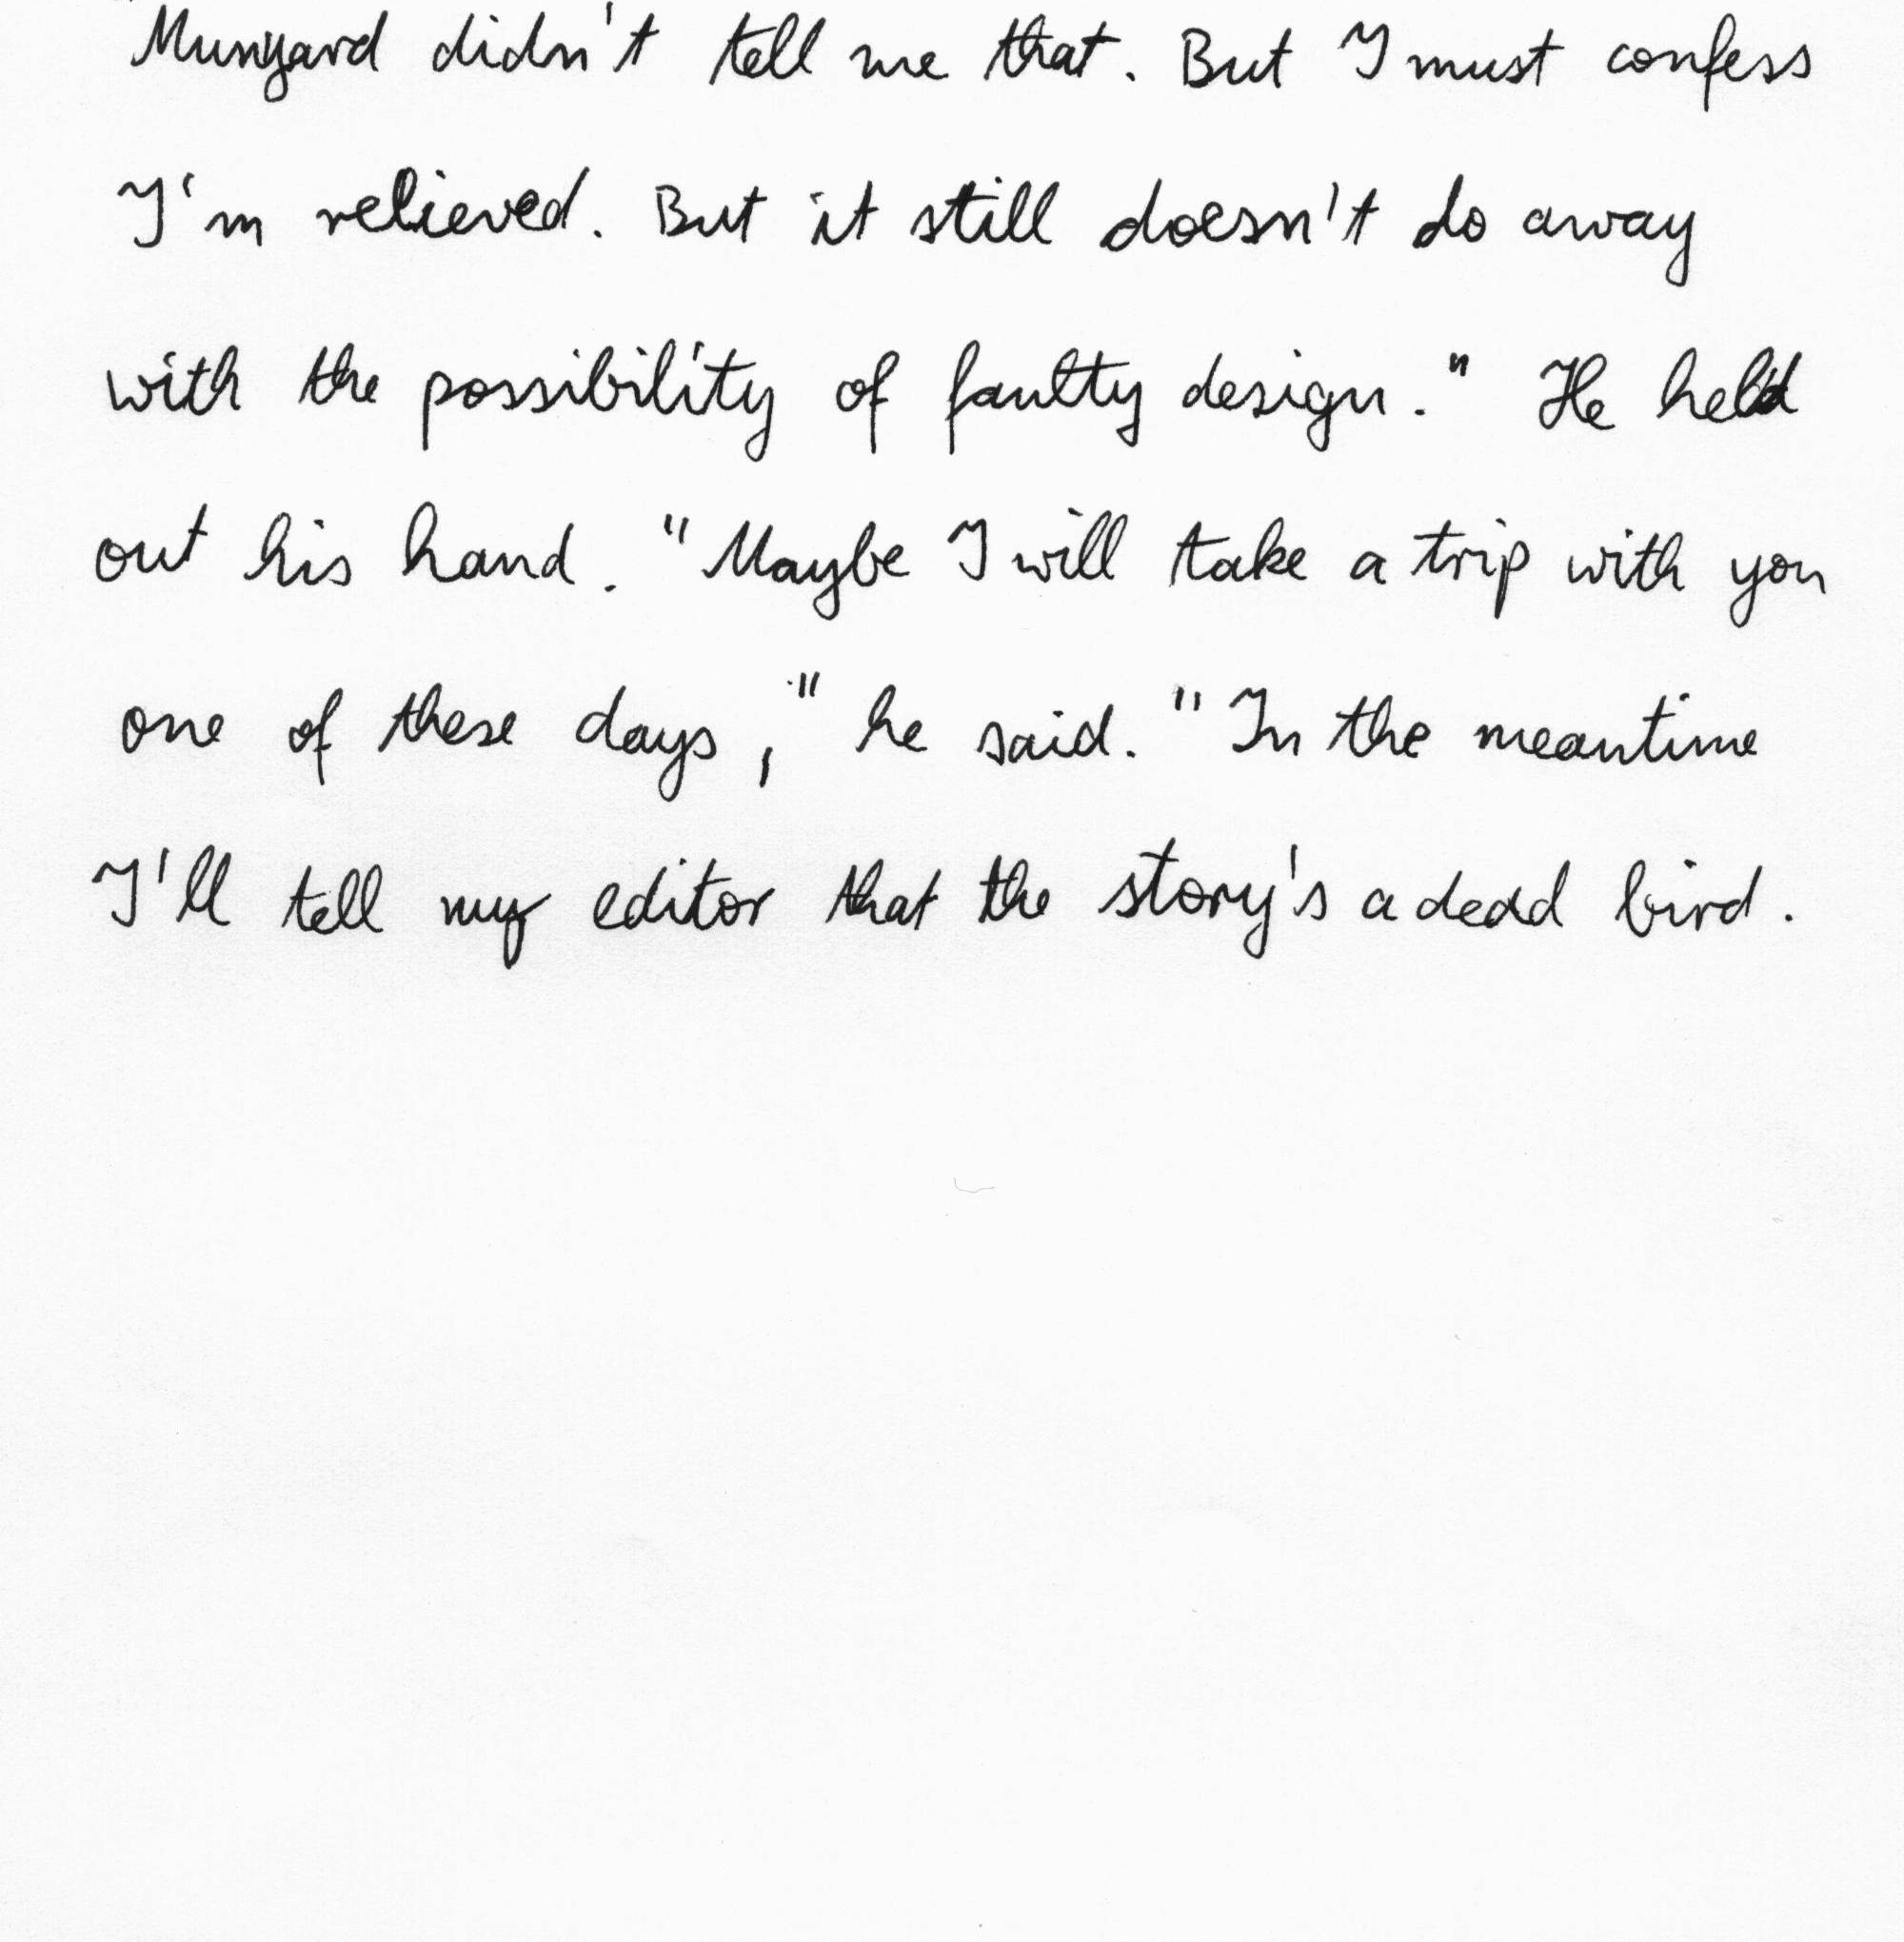 "Munyard didn't tell me that. But I must confess
I'm relieved. But it still doesn't do away
with the possibility of faulty design." He held
out his hand. "Maybe I will take a trip with you
one of these days," he said. "In the meantime
I'll tell my editor that the story's a dead bird.